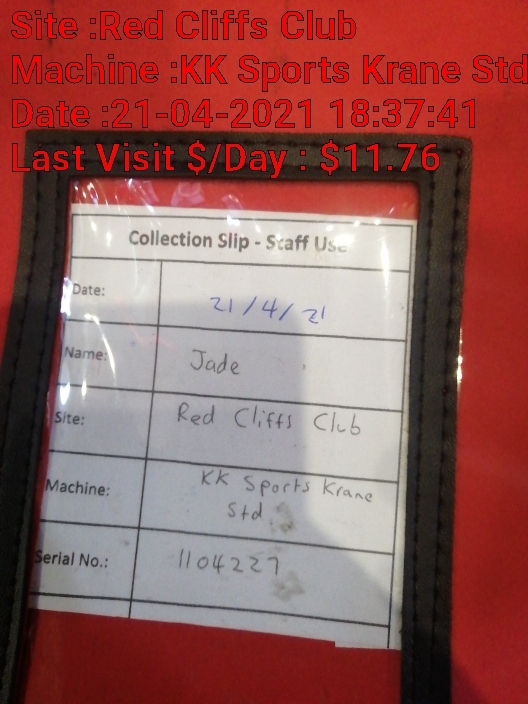 Site :Red Cliffs Club
Machine :KK Sports Krane Std
Date :21-04-2021 18:37:41
Last Visit $/Day : $11.76
Collection Slip - Staff Use
Date: 21/4/21
Name: Jade
Site: Red Cliffs Club
Machine: KK Sports Krane
Std
Serial No.: 1104227